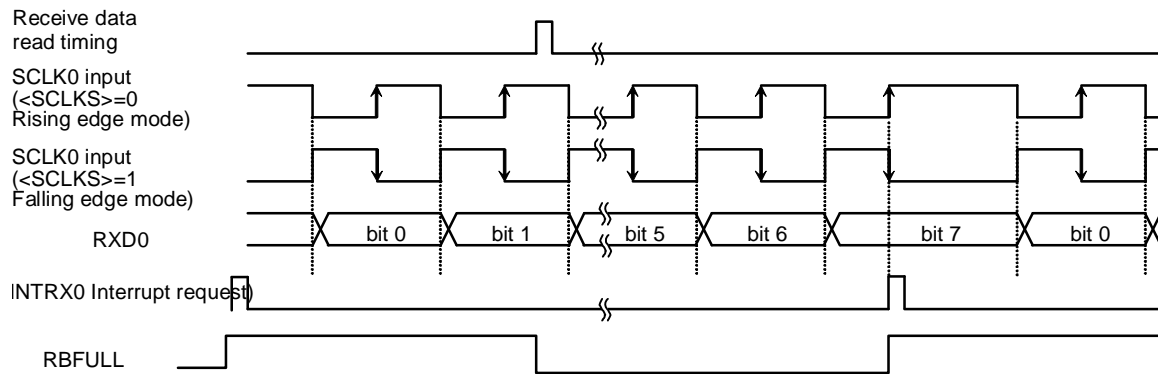 Receive data
read timing
SCLK0 input
(<SCLKS>=0
Rising edge mode)
SCLK0 input
(<SCLKS>=1
Falling edge mode)
RXD0
bit 0
bit 1
bit 5
bit 6
bit 7
bit 0
INTRX0 Interrupt request)
RBFULL